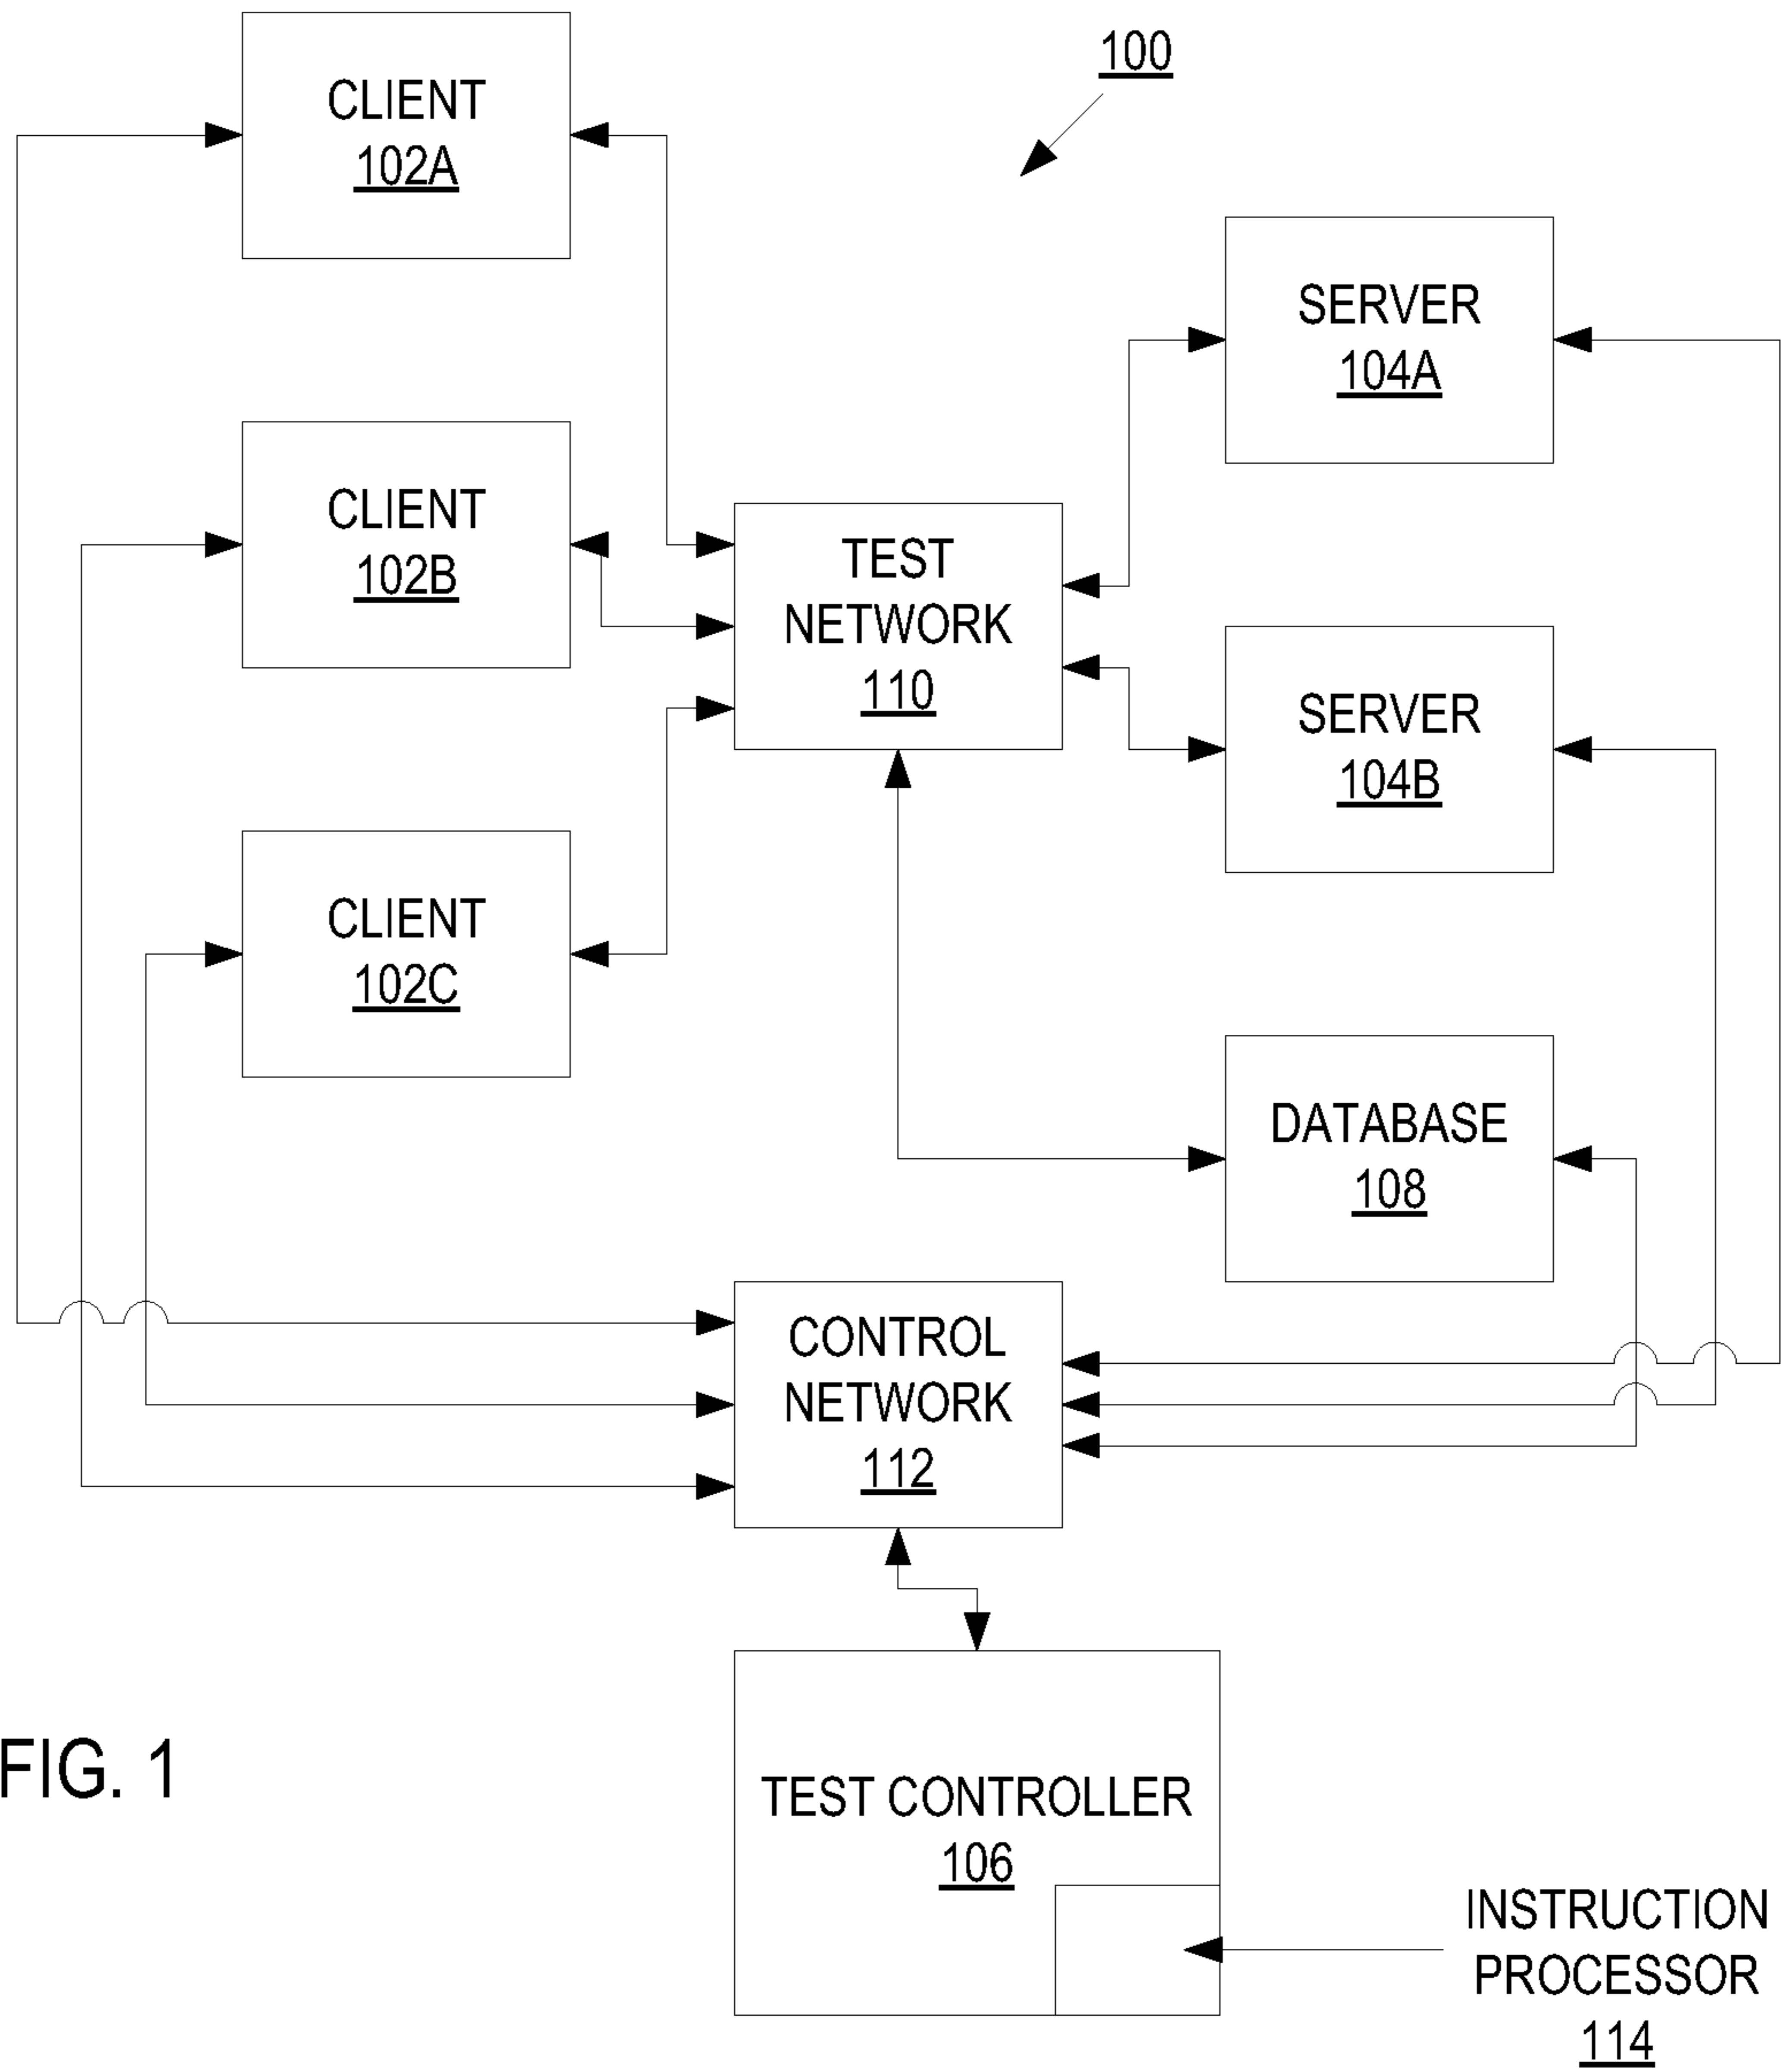 100
CLIENT
102A
SERVER
104A
CLIENT
102B
TEST
NETWORK
110
SERVER
104B
CLIENT
102C
DATABASE
108
CONTROL
NETWORK
112
TEST CONTROLLER
106
INSTRUCTION
PROCESSOR
114
FIG. 1